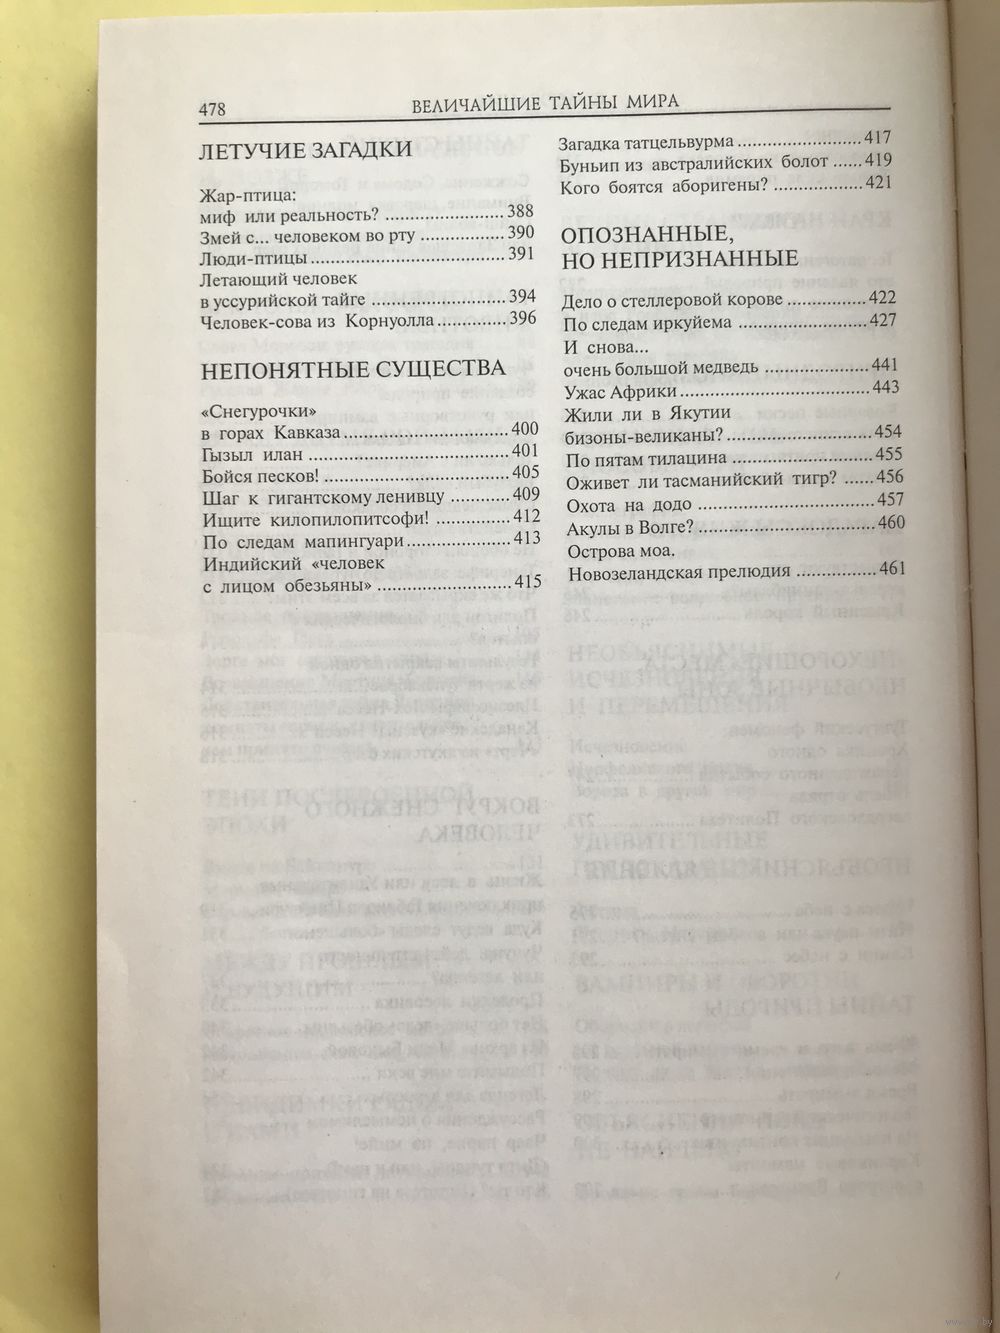 478
ВЕЛИЧАЙШИЕ ТАЙНЫ МИРА
ЛЕТУЧИЕ ЗАГАДКИ
Жар-птица:
миф или реальность? ........................ 388
Змей с... человеком во рту ................. 390
Люди-птицы ........................................ 391
Летающий человек
в уссурийской тайге ........................... 394
Человек-сова из Корнуолла .............. 396
НЕПОНЯТНЫЕ СУЩЕСТВА
«Снегурочки»
в горах Кавказа .................................. 400
Гызыл илан ......................................... 401
Бойся песков! ...................................... 405
Шаг к гигантскому ленивцу ............ 409
Ищите килопилопитсофи! ............... 412
По следам мапингуари ..................... 413
Индийский «человек
с лицом обезьяны» ........................... 415
Загадка татцельвурма ......................... 417
Буньип из австралийских болот ...... 419
Кого боятся аборигены? .................. 421
ОПОЗНАННЫЕ,
НО НЕПРИЗНАННЫЕ
Дело о стеллеровой корове ................ 422
По следам иркуйема .......................... 427
И снова...
очень большой медведь ..................... 441
Ужас Африки ...................................... 443
Жили ли в Якутии
бизоны-великаны? .............................. 454
По пятам тилацина ............................ 455
Оживет ли тасманийский тигр? ...... 456
Охота на додо .................................... 457
Акулы в Волге? .................................... 460
Острова моа.
Новозеландская прелюдия ................ 461